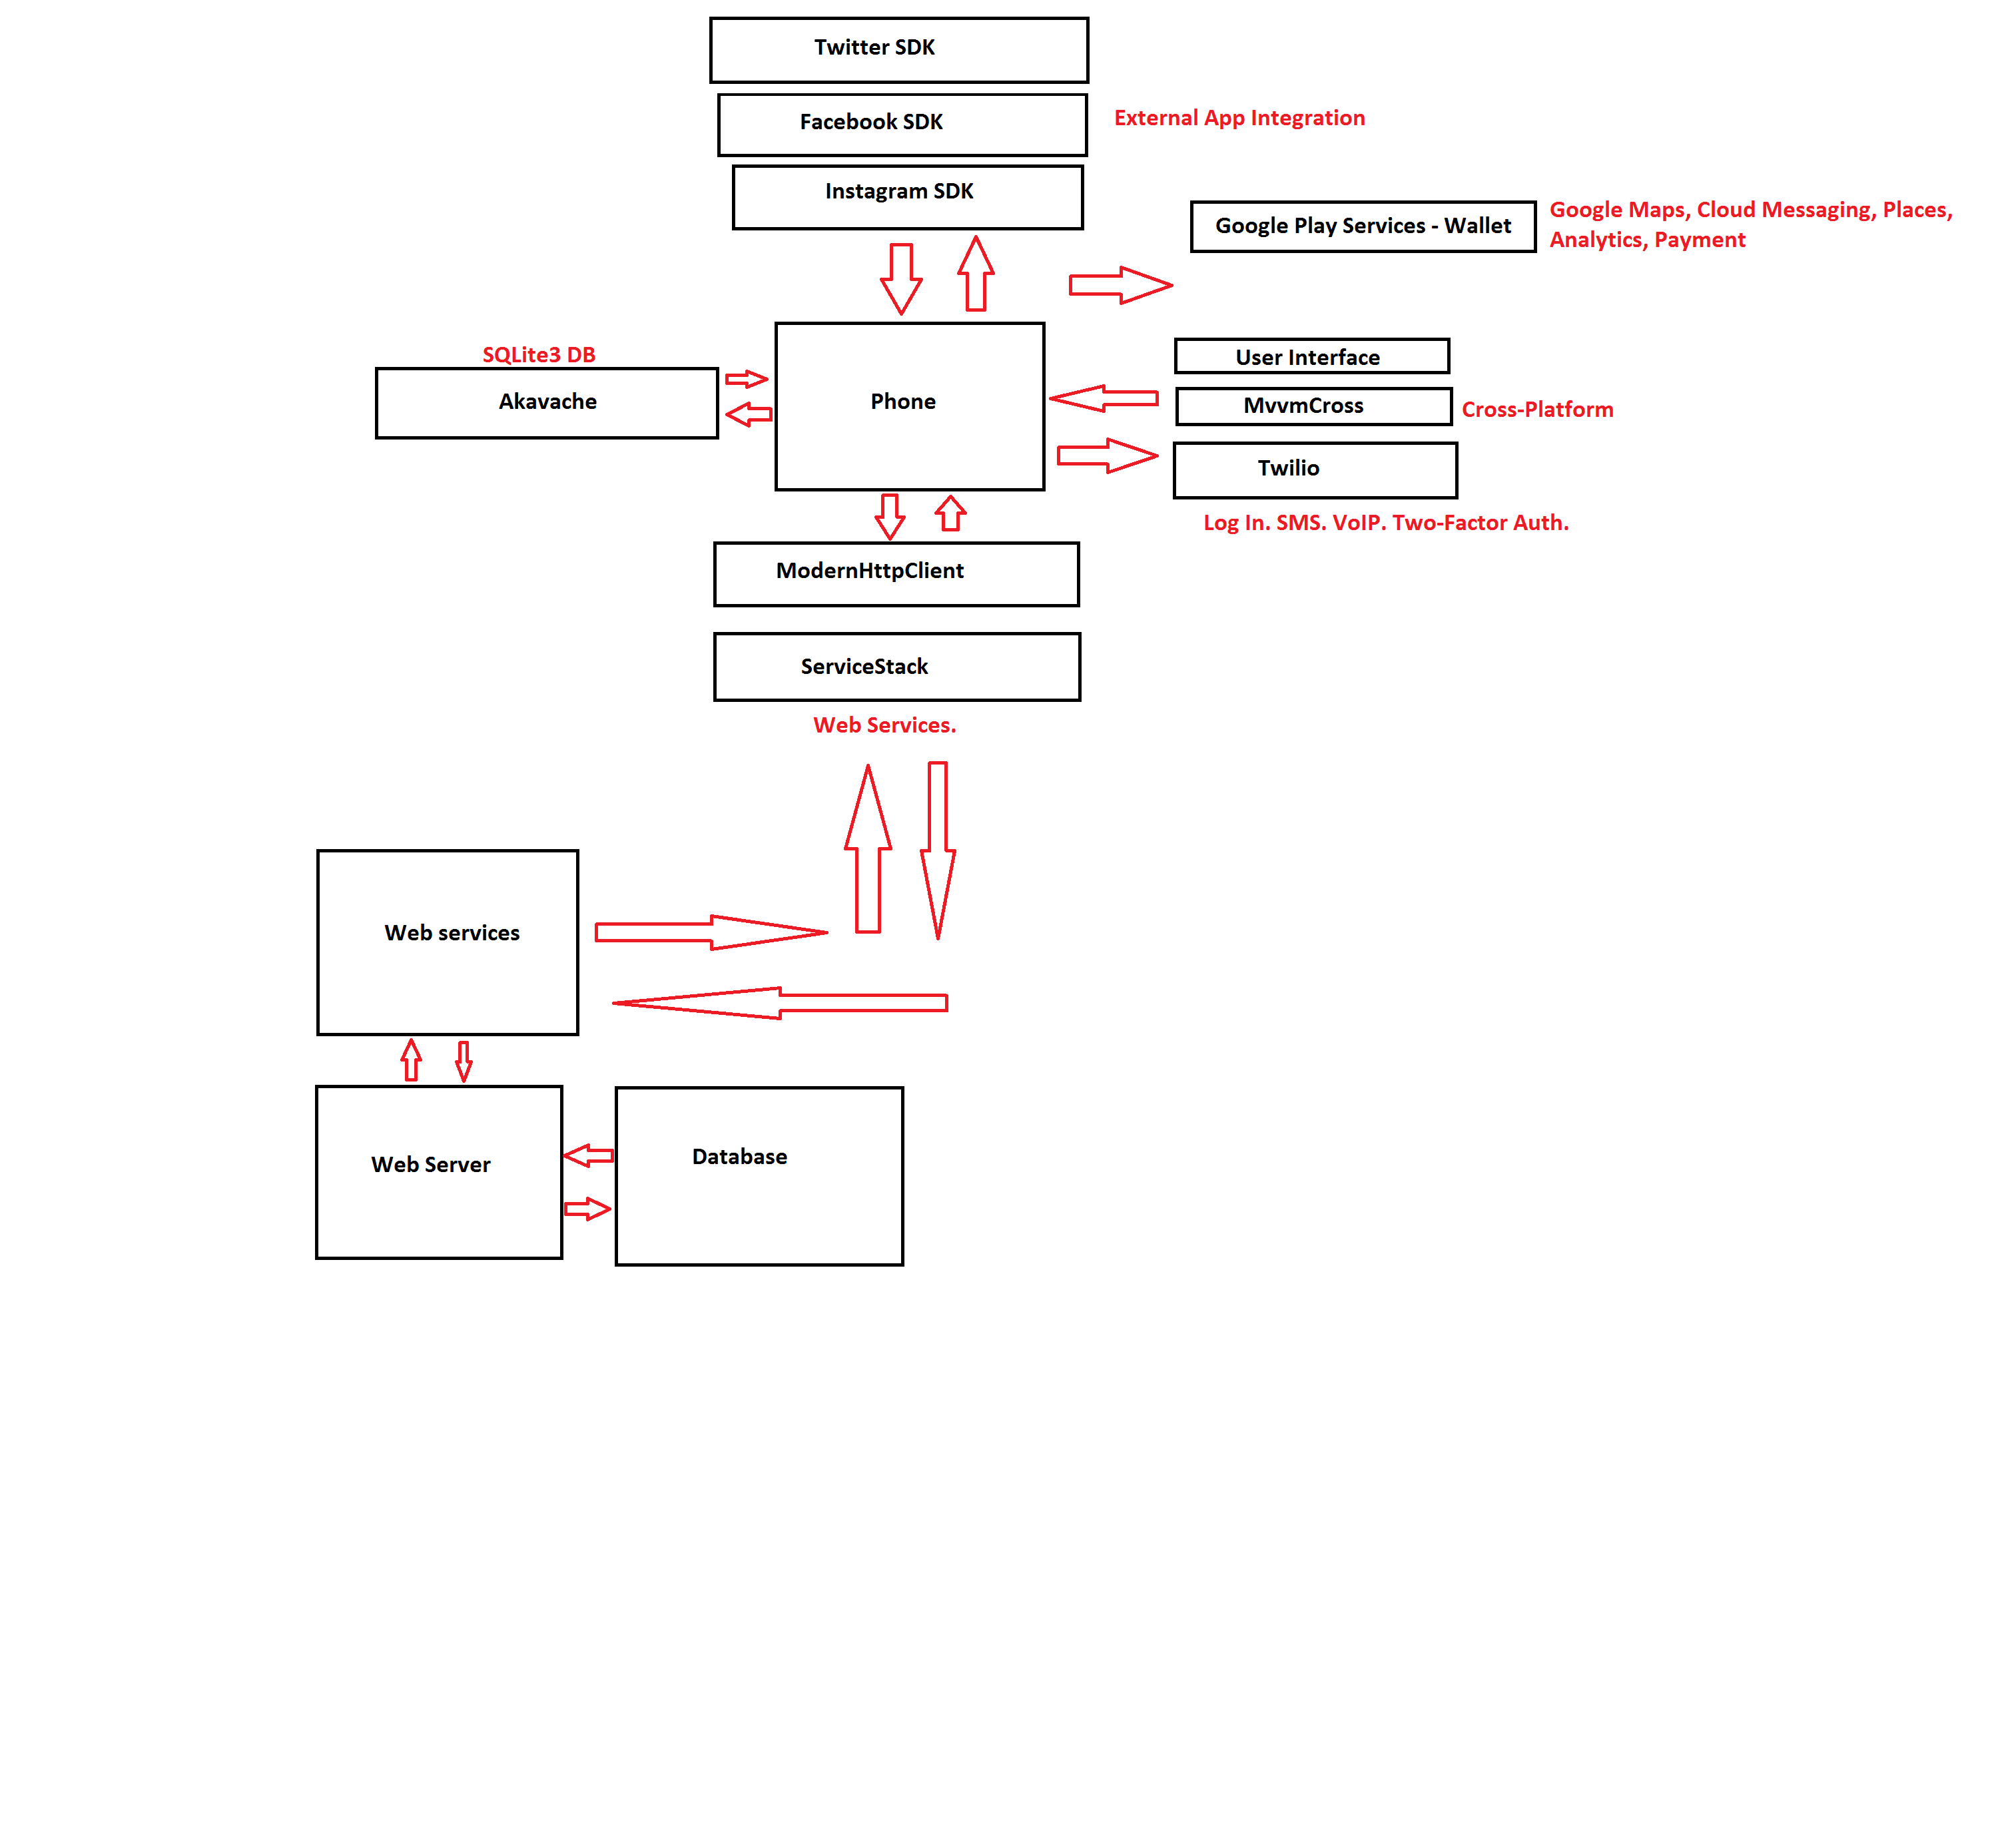 Twitter SDK
Facebook SDK
External App Integration
Instagram SDK
Google Play Services - Wallet
Google Maps, Cloud Messaging, Places,
Analytics, Payment
SQLite3 DB
Akavache
Phone
User Interface
MvvmCross
Cross-Platform
Twilio
Log In. SMS. VoIP. Two-Factor Auth.
ModernHttpClient
ServiceStack
Web Services.
Web services
Web Server
Database